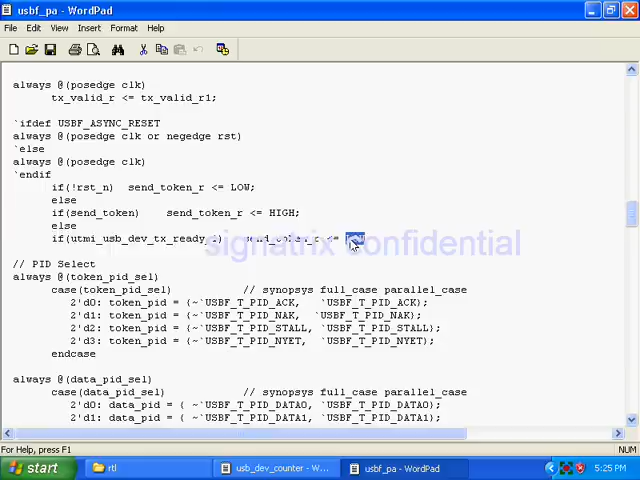 usbf_pa - WordPad
File Edit View Insert Format Help
always @(posedge clk)
tx_valid_r <= tx_valid_r1;
`ifdef USBF_ASYNC_RESET
always @(posedge clk or negedge rst)
`else
always @(posedge clk)
`endif
if(!rst_n) send_token_r <= LOW;
else
if(send_token) send_token_r <= HIGH;
else
if(utmi_usb_dev_tx_ready_i) send_token_r <=
signatrix confidential
// PID Select
always @(token_pid_sel)
case(token_pid_sel) // synopsys full_case parallel_case
2'd0: token_pid = {~`USBF_T_PID_ACK, `USBF_T_PID_ACK};
2'd1: token_pid = {~`USBF_T_PID_NAK, `USBF_T_PID_NAK};
2'd2: token_pid = {~`USBF_T_PID_STALL, `USBF_T_PID_STALL};
2'd3: token_pid = {~`USBF_T_PID_NYET, `USBF_T_PID_NYET};
endcase
always @(data_pid_sel)
case(data_pid_sel) // synopsys full_case parallel_case
2'd0: data_pid = { ~`USBF_T_PID_DATA0, `USBF_T_PID_DATA0};
2'd1: data_pid = { ~`USBF_T_PID_DATA1, `USBF_T_PID_DATA1};
For Help, press F1
NUM
start rtl usb_dev_counter - W... usbf_pa - WordPad 5:25 PM